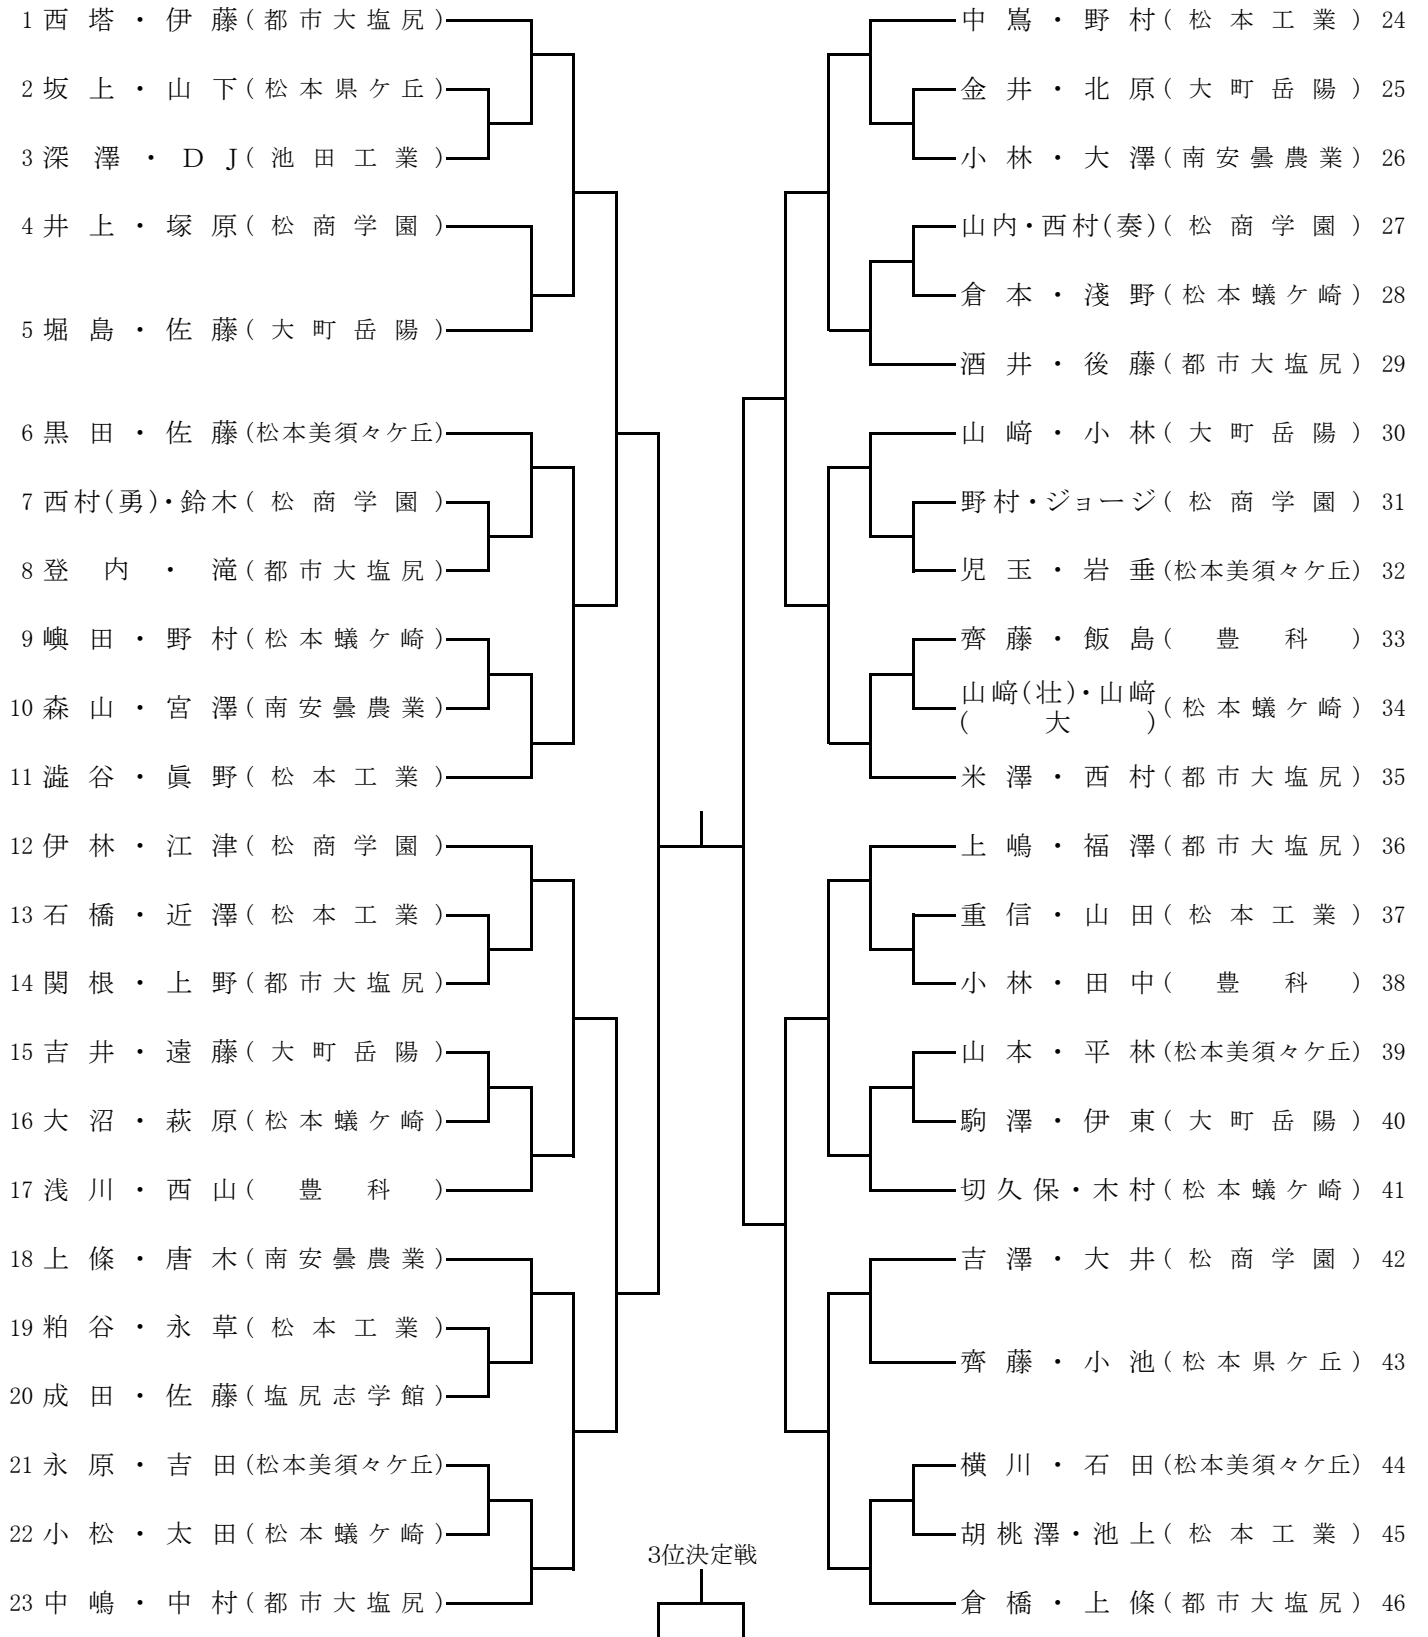 1 西塔・伊藤(都市大塩尻)
2 坂上・山下(松本県ケ丘)
3 深澤・DJ(池田工業)
4 井上・塚原(松商学園)
5 堀島・佐藤(大町岳陽)
6 黒田・佐藤(松本美須々ケ丘)
7 西村(勇)・鈴木(松商学園)
8 登内・滝(都市大塩尻)
9 嶼田・野村(松本蟻ケ崎)
10 森山・宮澤(南安曇農業)
11 澁谷・眞野(松本工業)
12 伊林・江津(松商学園)
13 石橋・近澤(松本工業)
14 関根・上野(都市大塩尻)
15 吉井・遠藤(大町岳陽)
16 大沼・萩原(松本蟻ケ崎)
17 浅川・西山(豊科)
18 上條・唐木(南安曇農業)
19 粕谷・永草(松本工業)
20 成田・佐藤(塩尻志学館)
21 永原・吉田(松本美須々ケ丘)
22 小松・太田(松本蟻ケ崎)
23 中嶋・中村(都市大塩尻)
3位決定戦
中嶌・野村(松本工業) 24
金井・北原(大町岳陽) 25
小林・大澤(南安曇農業) 26
山内・西村(奏)(松商学園) 27
倉本・淺野(松本蟻ケ崎) 28
酒井・後藤(都市大塩尻) 29
山﨑・小林(大町岳陽) 30
野村・ジョージ(松商学園) 31
児玉・岩垂(松本美須々ケ丘) 32
齊藤・飯島(豊科) 33
山﨑(壮)・山﨑
(大)(松本蟻ケ崎) 34
米澤・西村(都市大塩尻) 35
上嶋・福澤(都市大塩尻) 36
重信・山田(松本工業) 37
小林・田中(豊科) 38
山本・平林(松本美須々ケ丘) 39
駒澤・伊東(大町岳陽) 40
切久保・木村(松本蟻ケ崎) 41
吉澤・大井(松商学園) 42
齊藤・小池(松本県ケ丘) 43
横川・石田(松本美須々ケ丘) 44
胡桃澤・池上(松本工業) 45
倉橋・上條(都市大塩尻) 46